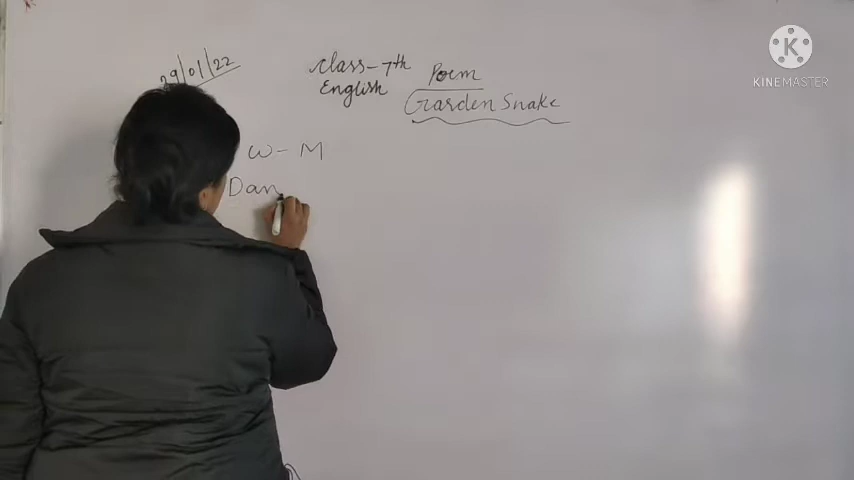 29/01/22
Class-7th Poem
English Garden Snake
W-M
Dan
KINEMASTER